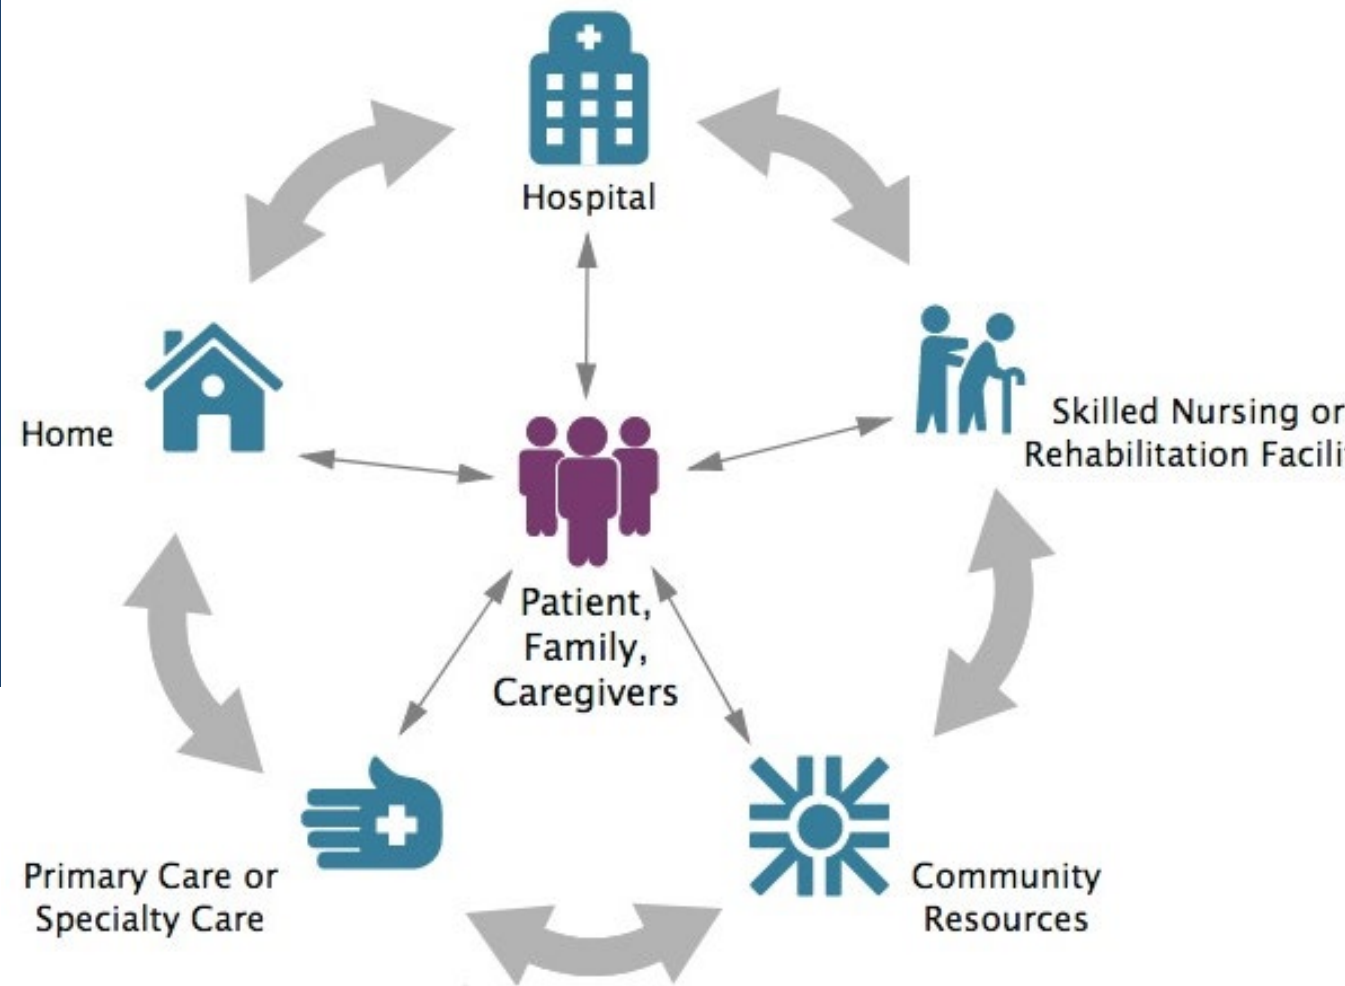 Hospital
Home
Skilled Nursing or
Rehabilitation Facili
Patient,
Family,
Caregivers
Primary Care or
Specialty Care
Community
Resources